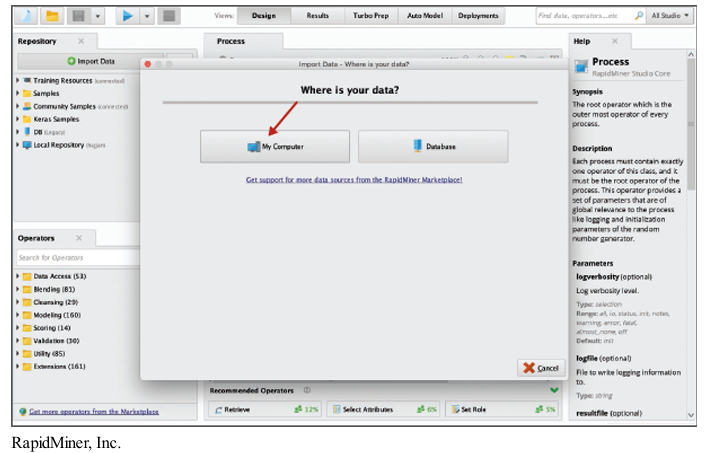 Views:
Design
Results
Turbo Prep
Auto Model
Deployments
Find data, operators...etc
All Studio
Repository
Import Data
Training Resources (connected)
Samples
Community Samples (connected)
Keras Samples
DB (Legacy)
Local Repository
Operators
Search for Operators
Data Access (53)
Blending (81)
Cleansing (29)
Modeling (160)
Scoring (14)
Validation (30)
Utility (85)
Extensions (161)
Get more operators from the Marketplace
Process
Import Data - Where is your data?
Where is your data?
My Computer
Database
Get support for more data sources from the RapidMiner Marketplace!
Cancel
Recommended Operators
Retrieve
12%
Select Attributes
6%
Set Role
5%
Help
Process
RapidMiner Studio Core
Synopsis
The root operator which is the
outer most operator of every
process.
Description
Each process must contain exactly
one operator of this class, and it
must be the root operator of the
process. This operator provides a
set of parameters that are of
global relevance to the process
like logging and initialization
parameters of the random
number generator.
Parameters
logverbosity (optional)
Log verbosity level.
Type: selection
Range: all, io, status, init, notes,
warning, error, fatal,
almost_none, off
Default: init
logfile (optional)
File to write logging information
to.
Type: string
resultfile (optional)
RapidMiner, Inc.